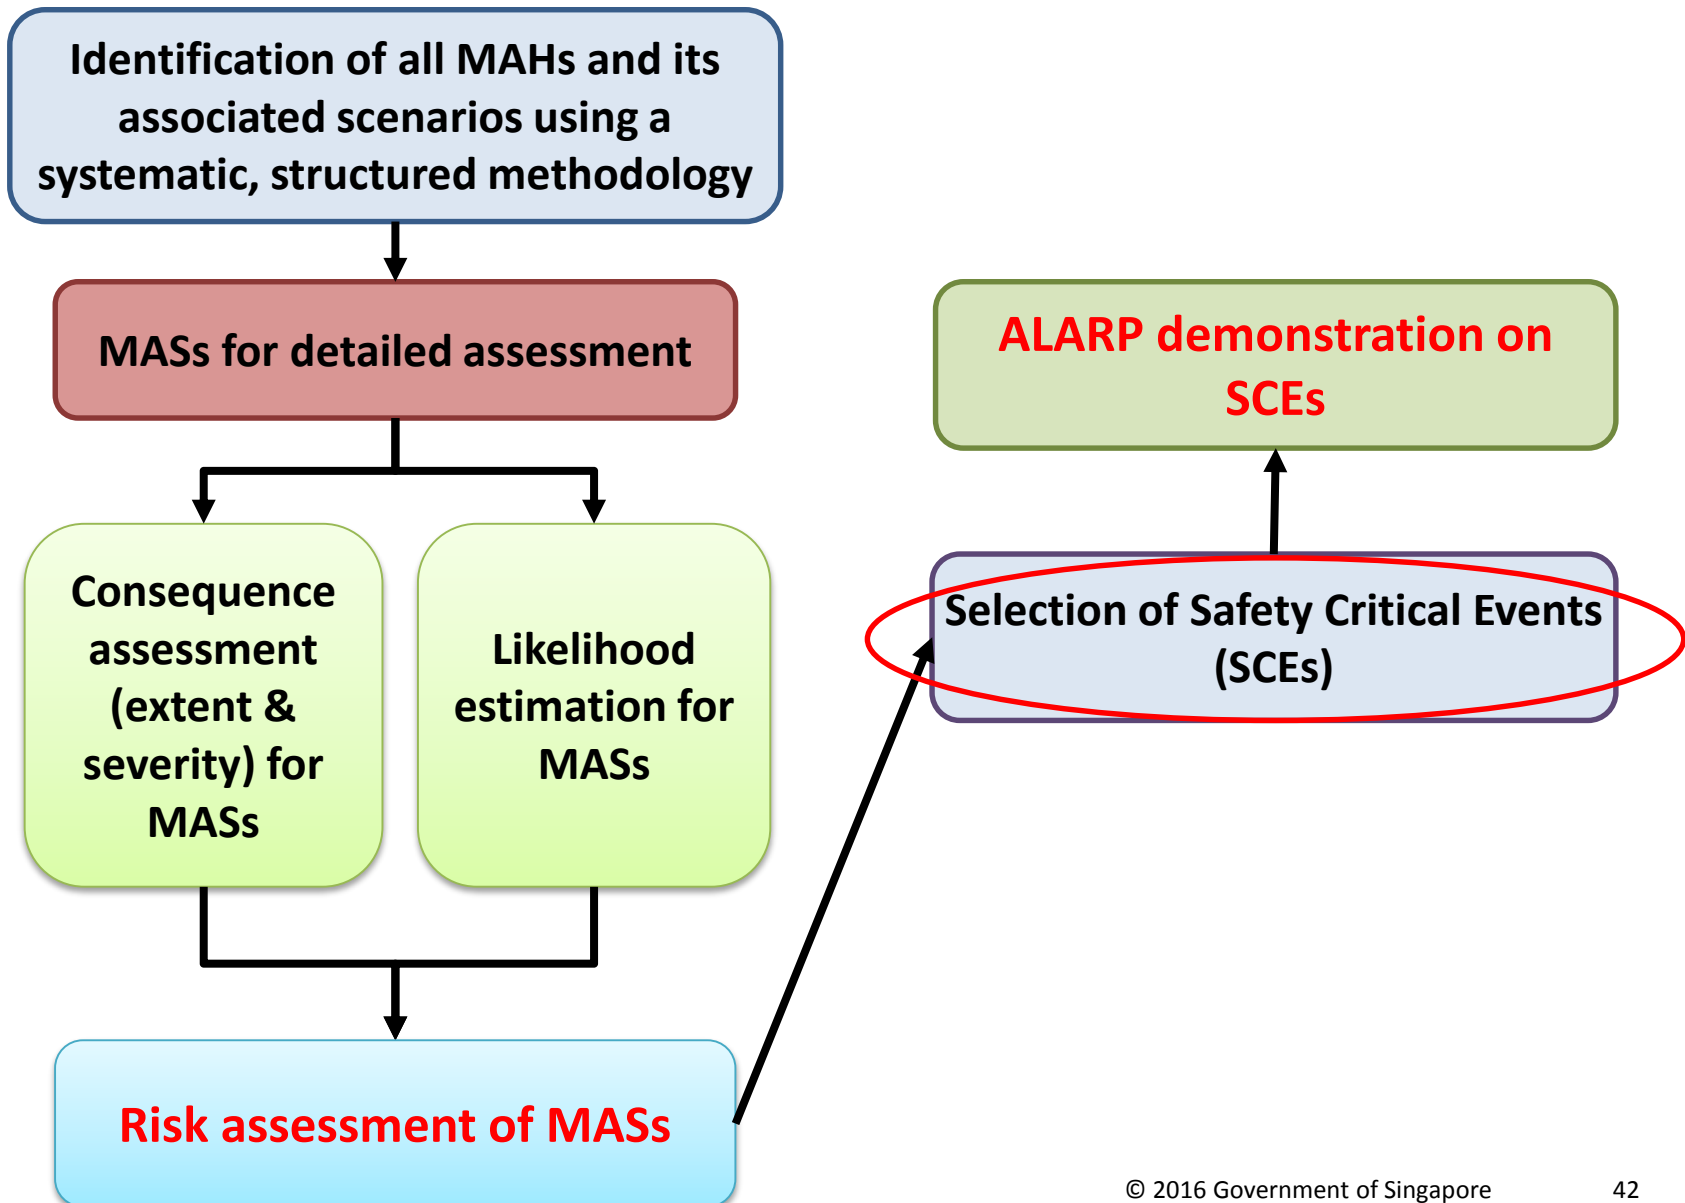 Identification of all MAHs and its
associated scenarios using a
systematic, structured methodology
MASs for detailed assessment
Consequence
assessment
(extent &
severity) for
MASs
Likelihood
estimation for
MASs
Risk assessment of MASs
ALARP demonstration on
SCEs
Selection of Safety Critical Events
(SCEs)
© 2016 Government of Singapore
42